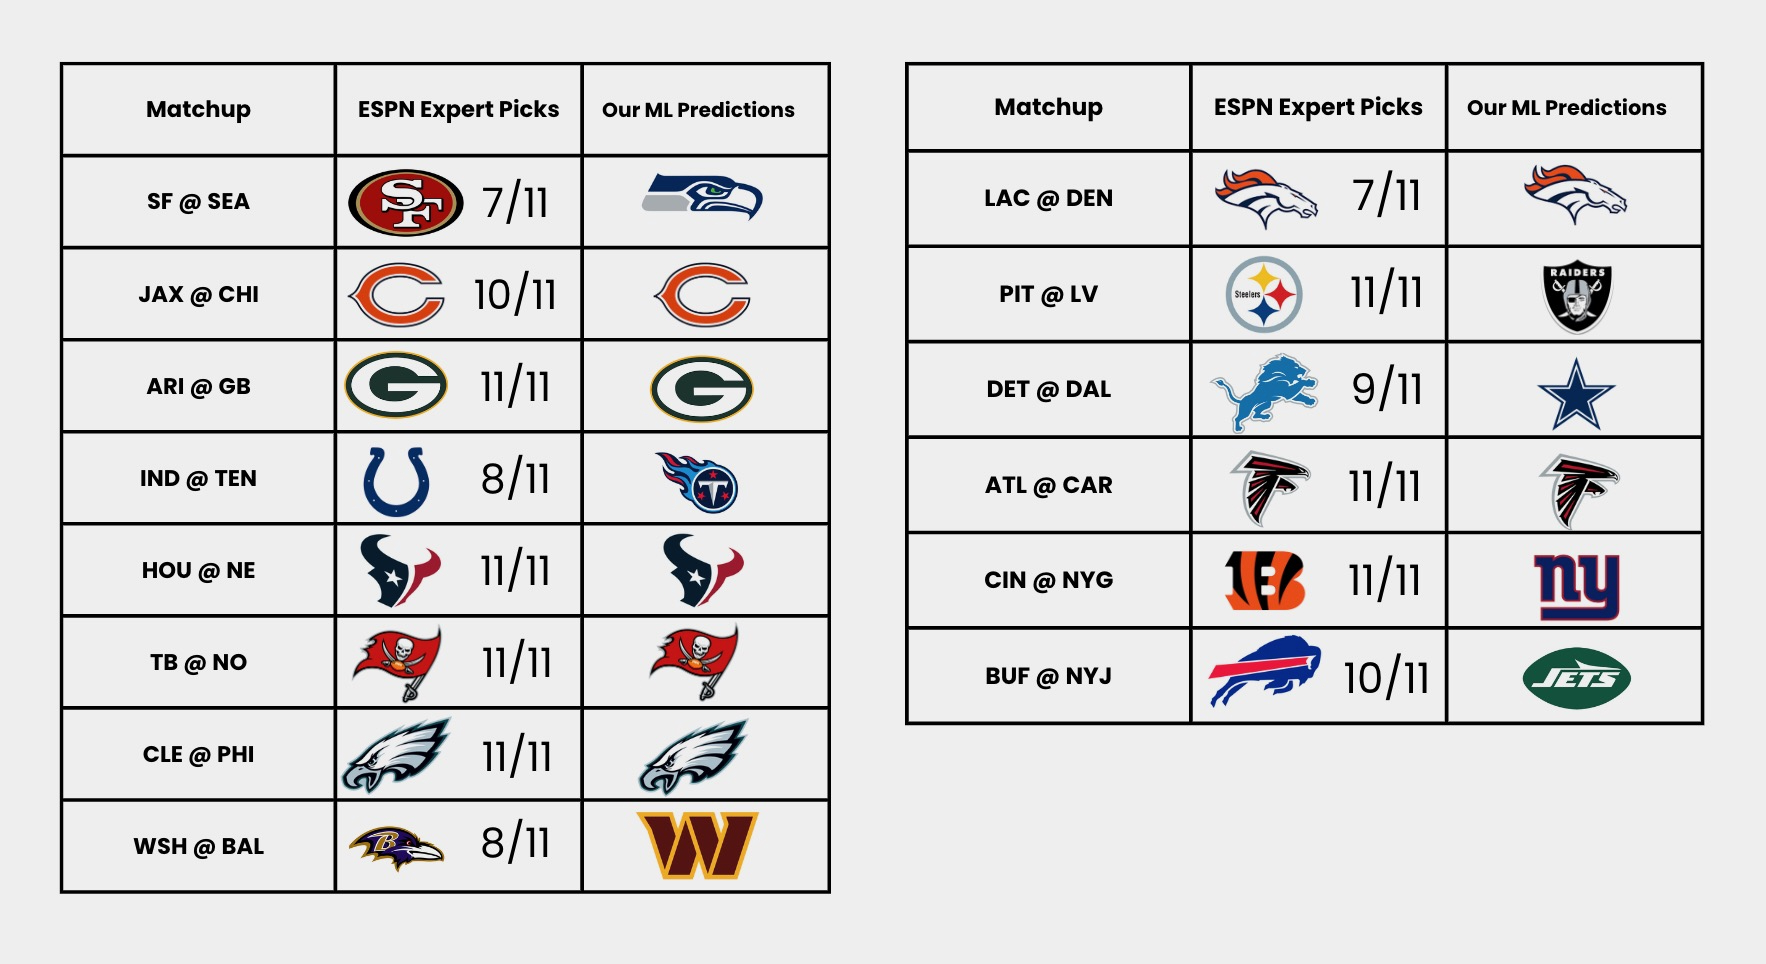 Matchup ESPN Expert Picks Our ML Predictions
SF @ SEA SF 7/11
JAX @ CHI 10/11
ARI @ GB G 11/11 G
IND @ TEN 8/11 T
HOU @ NE 11/11
TB @ NO 11/11
CLE @ PHI 11/11
WSH @ BAL B 8/11 W
Matchup ESPN Expert Picks Our ML Predictions
LAC @ DEN 7/11
PIT @ LV Steelers 11/11 RAIDERS
DET @ DAL 9/11
ATL @ CAR 11/11
CIN @ NYG B 11/11 ny
BUF @ NYJ 10/11 JETS